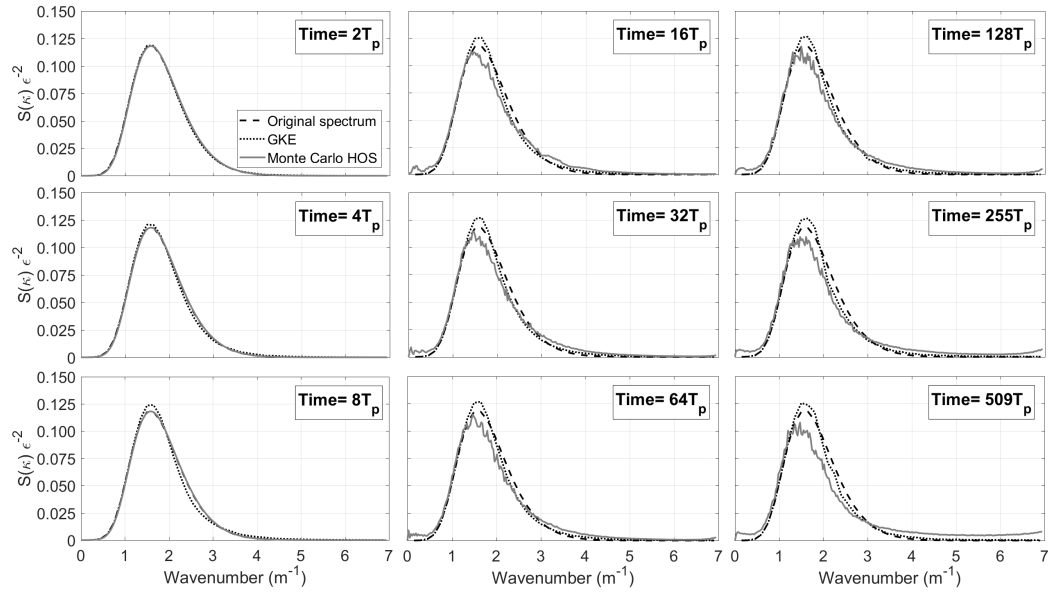 0.150
0.125
0.100
0.075
0.050
0.025
0
S(κ) ϵ^-2
Time= 2T_p
Original spectrum
GKE
Monte Carlo HOS
Time= 16T_p
Time= 128T_p
0.150
0.125
0.100
0.075
0.050
0.025
0
S(κ) ϵ^-2
Time= 4T_p
Time= 32T_p
Time= 255T_p
0.150
0.125
0.100
0.075
0.050
0.025
0
S(κ) ϵ^-2
Time= 8T_p
Time= 64T_p
Time= 509T_p
0 1 2 3 4 5 6 7
0 1 2 3 4 5 6 7
0 1 2 3 4 5 6 7
Wavenumber (m^-1)
Wavenumber (m^-1)
Wavenumber (m^-1)